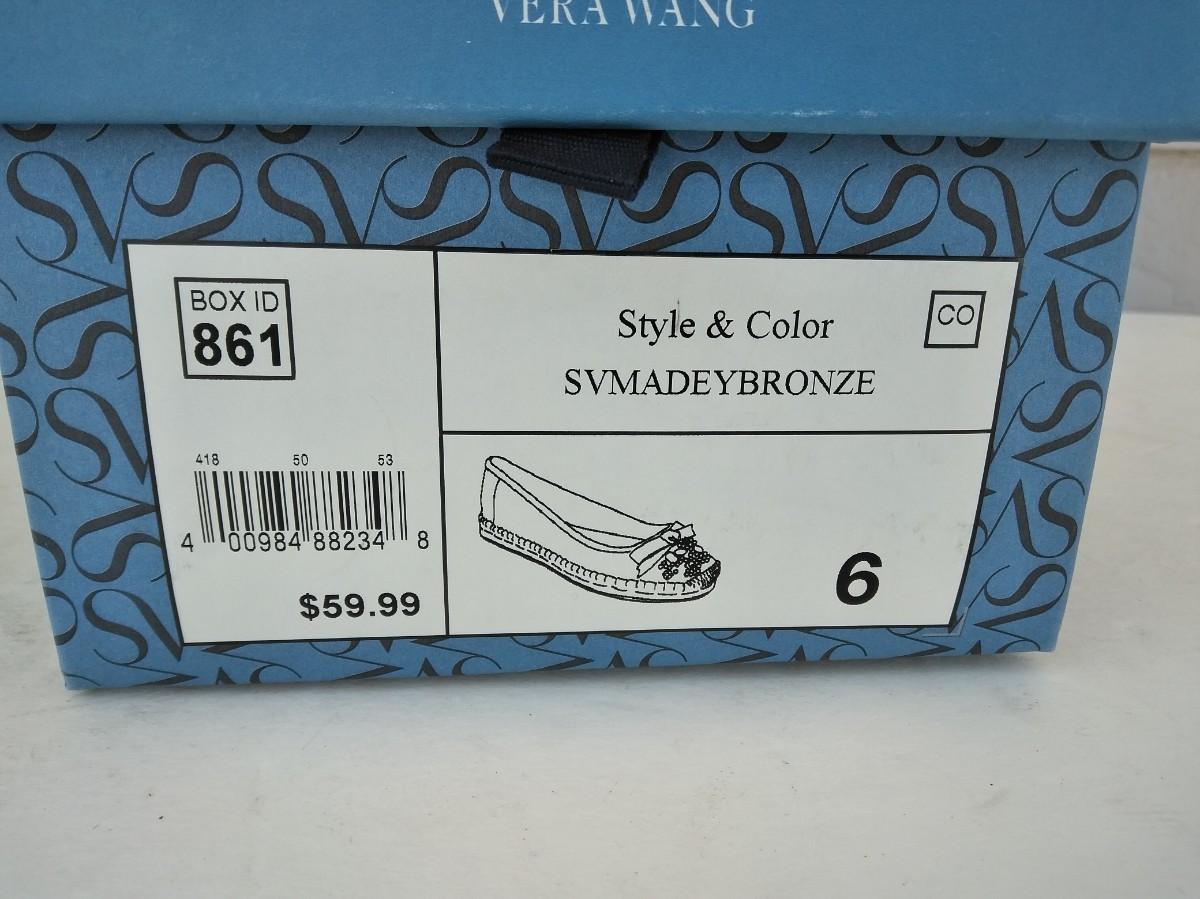 VERA WANG
BOX ID
861
Style & Color
CO
SVMADEYBRONZE
418 50 53
4 00984 88234 8
$59.99
6